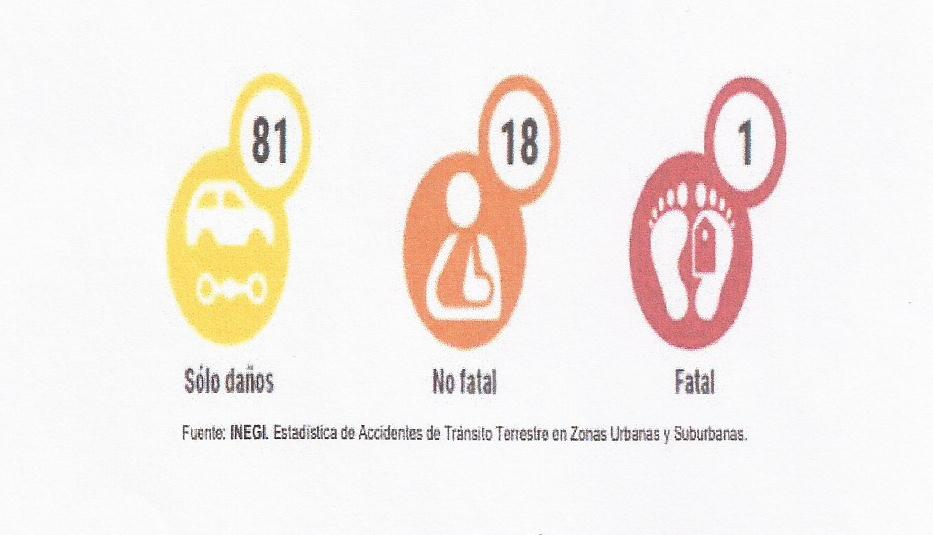 81
18
1
Sólo daños
No fatal
Fatal
Fuente: INEGI. Estadística de Accidentes de Tránsito Terrestre en Zonas Urbanas y Suburbanas.